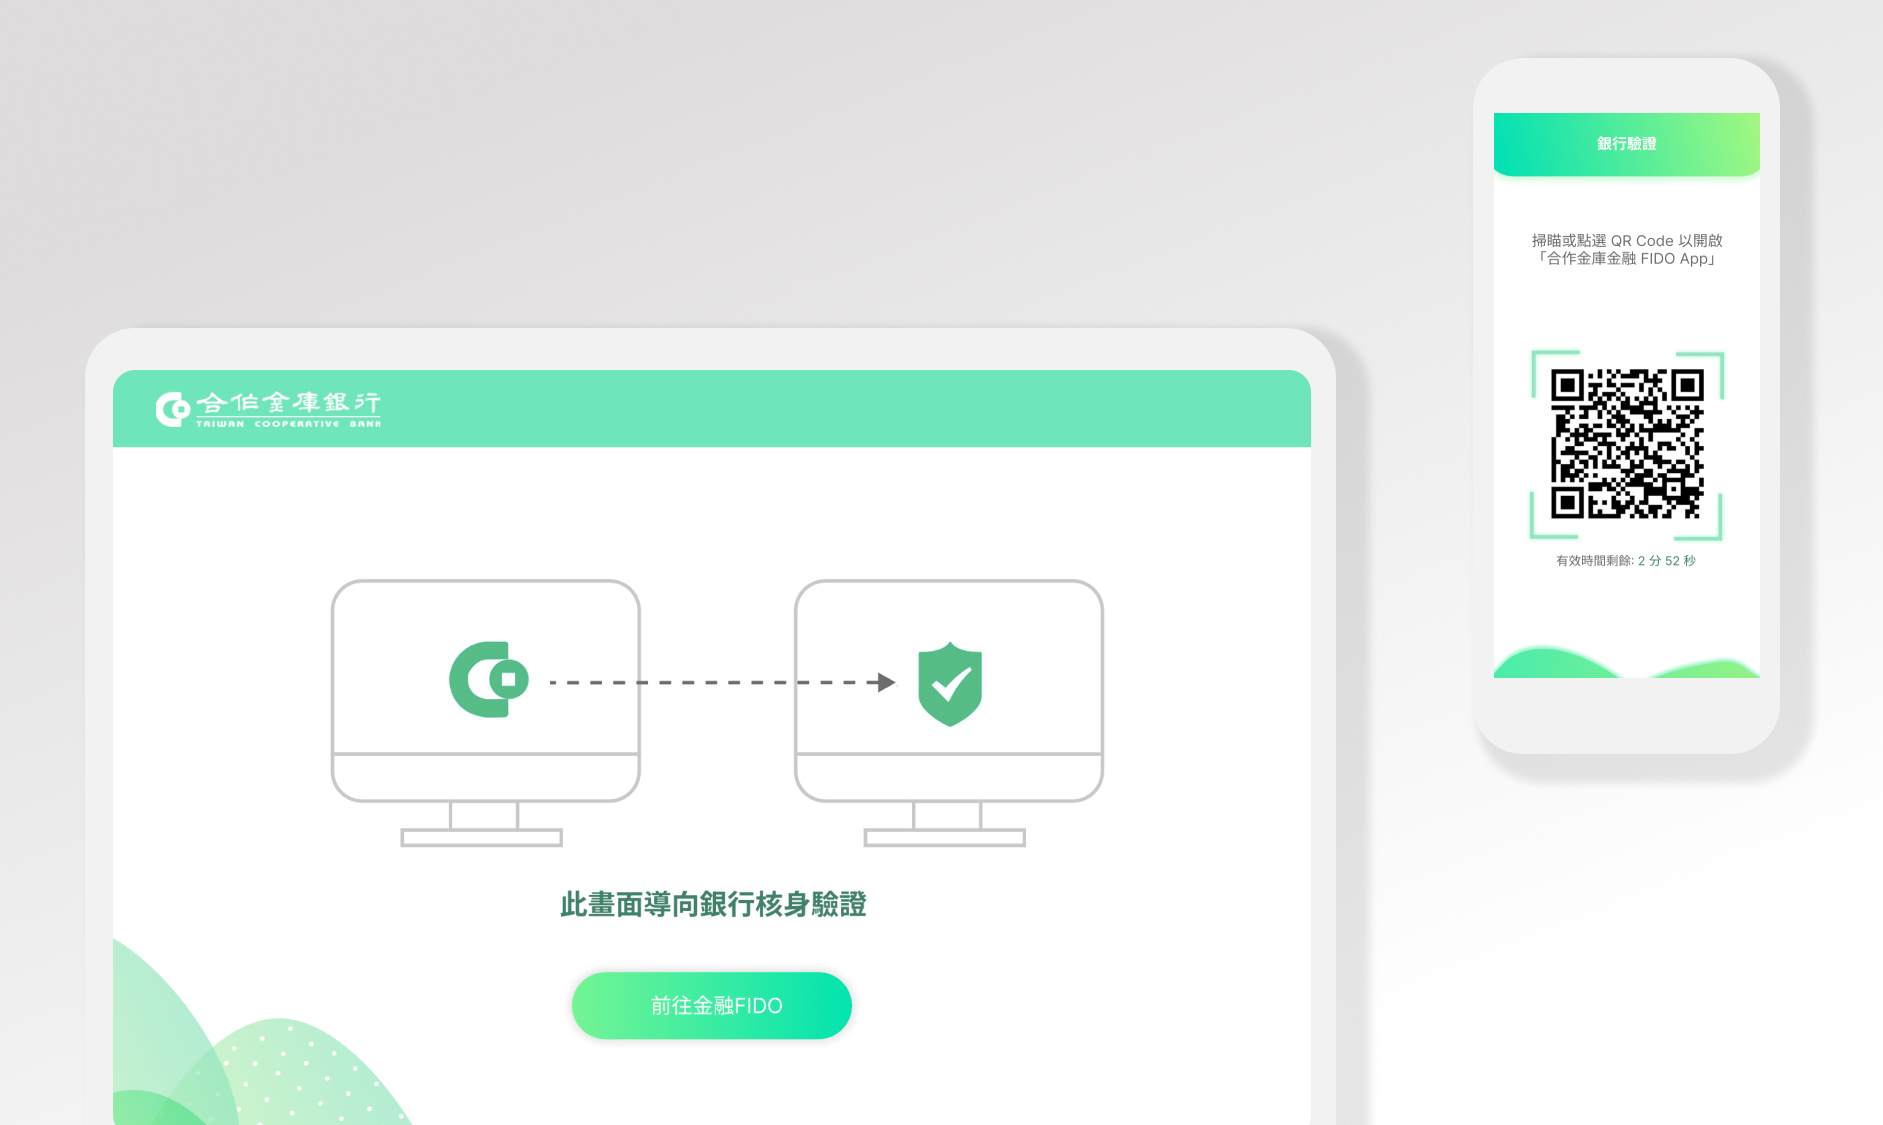 合作金庫銀行
TAIWAN COOPERATIVE BANK
此畫面導向銀行核身驗證
前往金融FIDO
銀行驗證
掃瞄或點選 QR Code 以開啟
「合作金庫金融 FIDO App」
有效時間剩餘: 2 分 52 秒